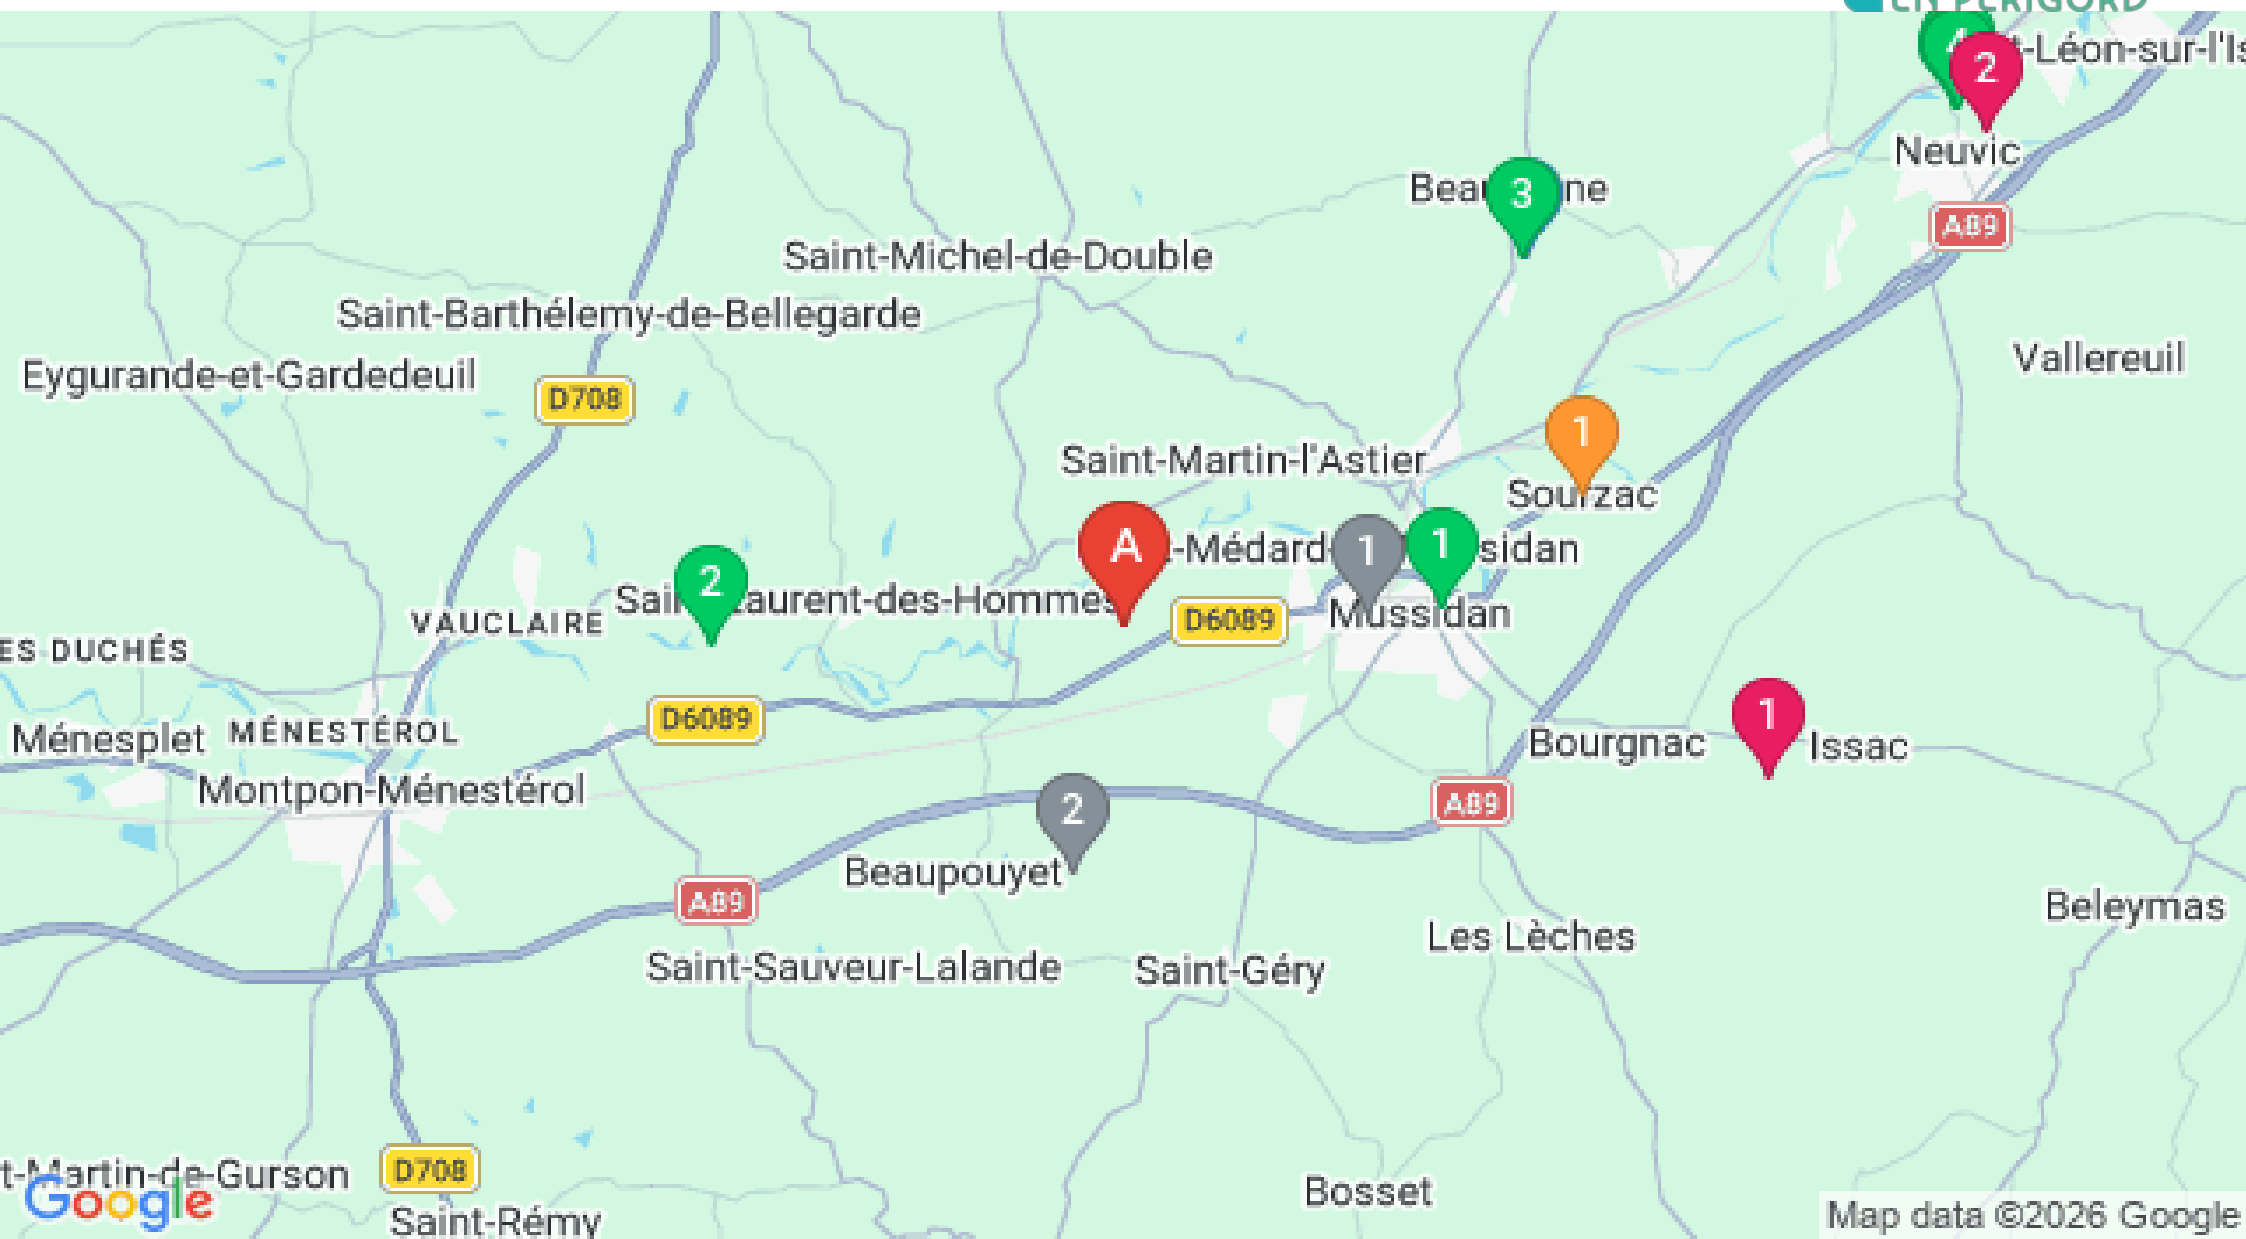 EN PÉRIGORD
4
2
t-Léon-sur-l'Is
Neuvic
A89
3
Bea
ne
Saint-Michel-de-Double
Saint-Barthélemy-de-Bellegarde
Eygurande-et-Gardedeuil
D708
Vallereuil
1
Saint-Martin-l'Astier
Sourzac
A
-Médard-
1
1
sidan
2
Sain
aurent-des-Hommes
D6089
Mussidan
VAUCLAIRE
ES DUCHÉS
1
D6089
Ménesplet
MÉNESTÉROL
Bourgnac
Issac
Montpon-Ménestérol
2
A89
Beaupouyet
A89
Beleymas
Les Lèches
Saint-Sauveur-Lalande
Saint-Géry
t-Martin-de-Gurson
D708
Bosset
Google
Saint-Rémy
Map data ©2026 Google